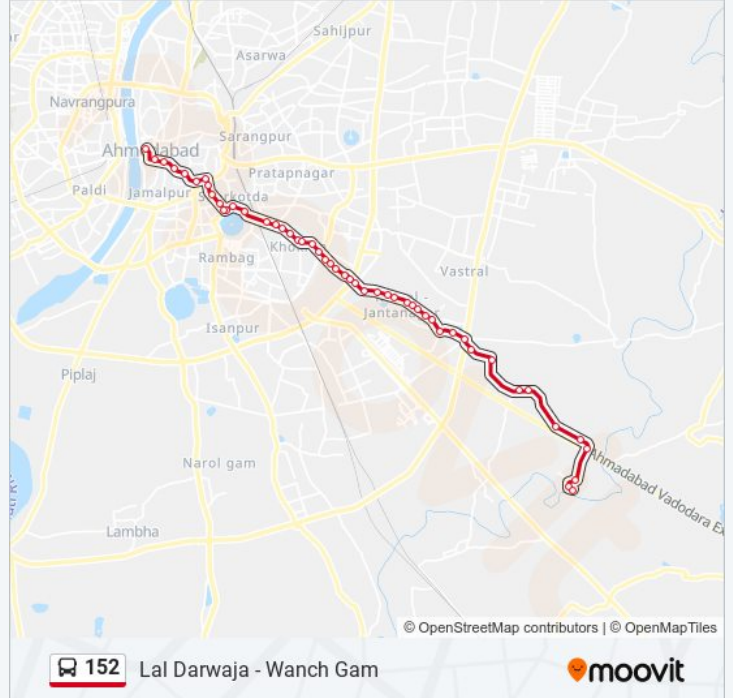 Sahijpur
Asarwa
Navrangpura
Sarangpur
Pratapnagar
Paldi
Jamalpur
Rambag
Vastral
Jantanagar
Isanpur
Piplaj
Narol gam
Ahmadabad Vadodara Ex
Lambha
© OpenStreetMap contributors | © OpenMapTiles
152 Lal Darwaja - Wanch Gam
moovit